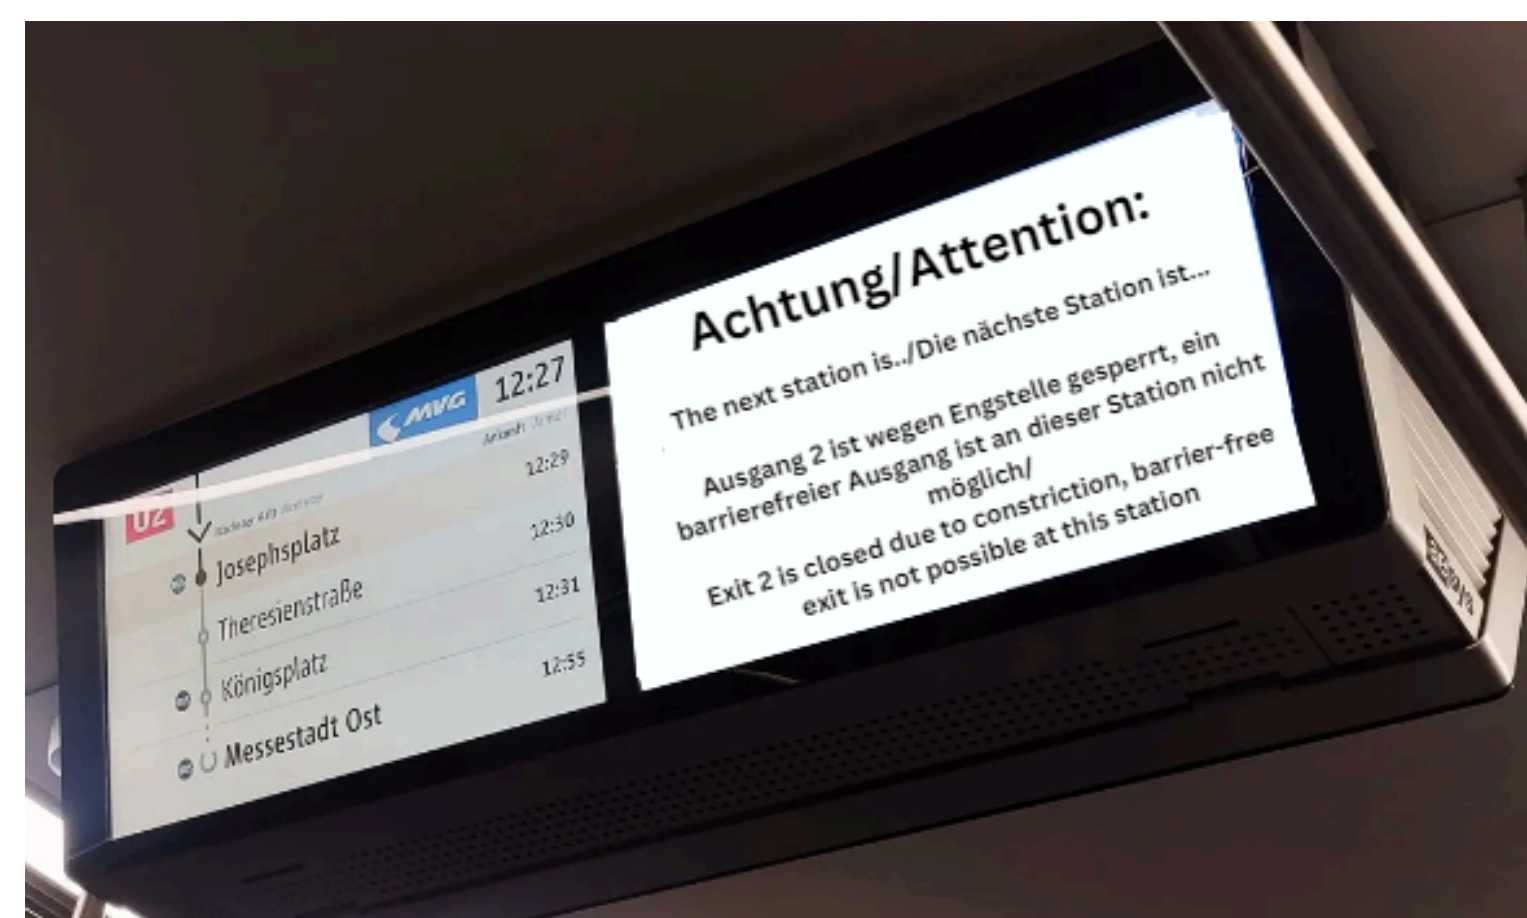 MVG
12:27
Ankunft
U2
12:29
Josephsplatz
12:30
Theresienstraße
12:31
Königsplatz
12:55
Messestadt Ost
Achtung/Attention:
The next station is../Die nächste Station ist...
Ausgang 2 ist wegen Engstelle gesperrt, ein
barrierefreier Ausgang ist an dieser Station nicht
möglich/
Exit 2 is closed due to constriction, barrier-free
exit is not possible at this station